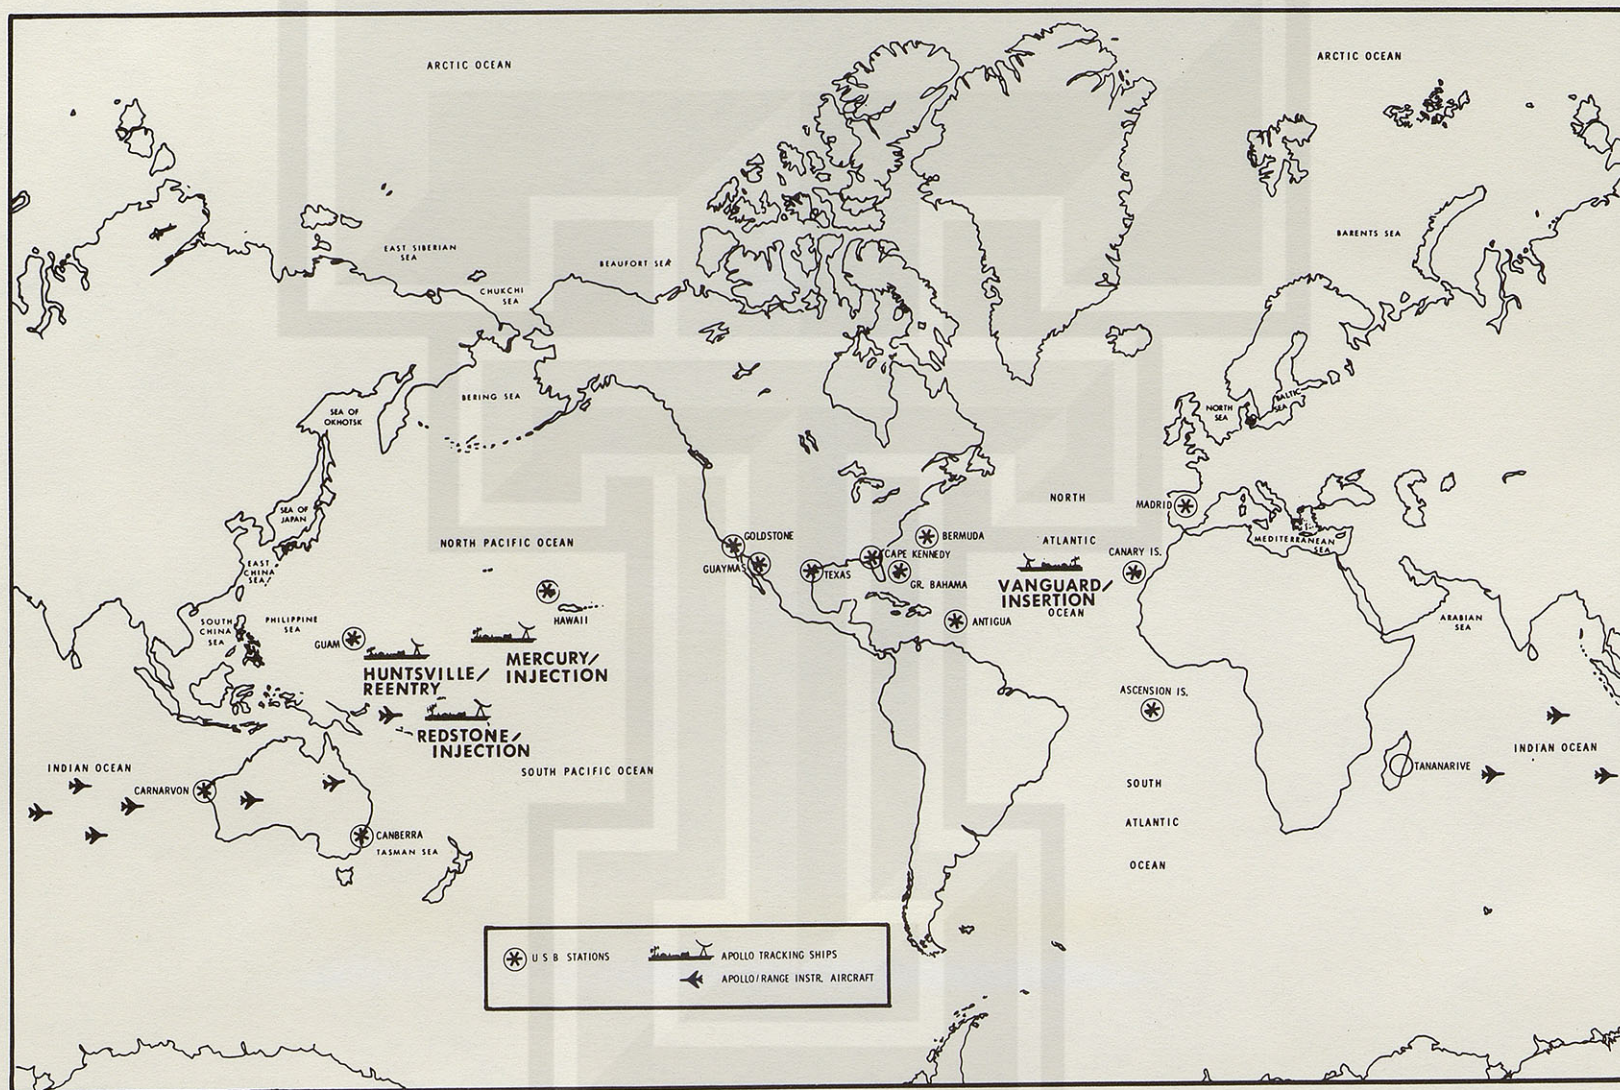 ARCTIC OCEAN
ARCTIC OCEAN
EAST SIBERIAN
SEA
BEAUFORT SEA
CHUKCHI
SEA
BARENTS SEA
BERING SEA
SEA OF
OKHOTSK
NORTH
SEA
BALTIC
SEA
SEA OF
JAPAN
NORTH
ATLANTIC
OCEAN
MADRID
MEDITERRANEAN
SEA
NORTH PACIFIC OCEAN
GOLDSTONE
GUAYMAS
TEXAS
CAPE KENNEDY
BERMUDA
GR. BAHAMA
ANTIGUA
CANARY IS.
VANGUARD/
INSERTION
EAST
CHINA
SEA
SOUTH
CHINA
SEA
PHILIPPINE
SEA
HAWAII
GUAM
HUNTSVILLE/
REENTRY
MERCURY/
INJECTION
REDSTONE/
INJECTION
ARABIAN
SEA
ASCENSION IS.
INDIAN OCEAN
CARNARVON
SOUTH PACIFIC OCEAN
SOUTH
ATLANTIC
OCEAN
TANANARIVE
INDIAN OCEAN
CANBERRA
TASMAN SEA
U S B STATIONS
APOLLO TRACKING SHIPS
APOLLO/RANGE INSTR. AIRCRAFT